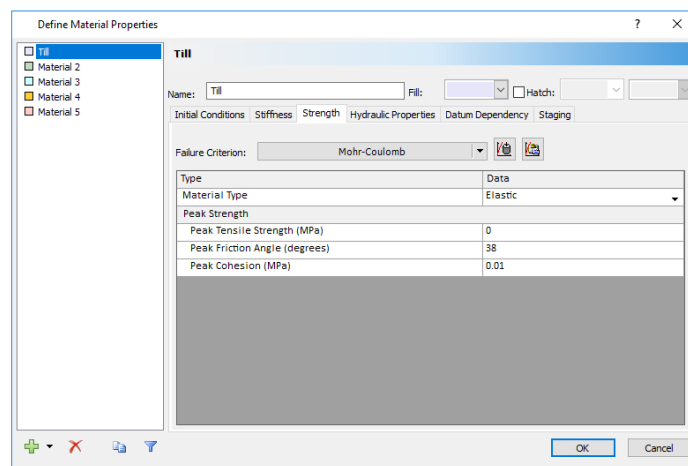 Define Material Properties
? X
Till
Material 2
Material 3
Material 4
Material 5
Till
Name: Till Fill: Hatch:
Initial Conditions Stiffness Strength Hydraulic Properties Datum Dependency Staging
Failure Criterion: Mohr-Coulomb
Type Data
Material Type Elastic
Peak Strength
Peak Tensile Strength (MPa) 0
Peak Friction Angle (degrees) 38
Peak Cohesion (MPa) 0.01
OK Cancel